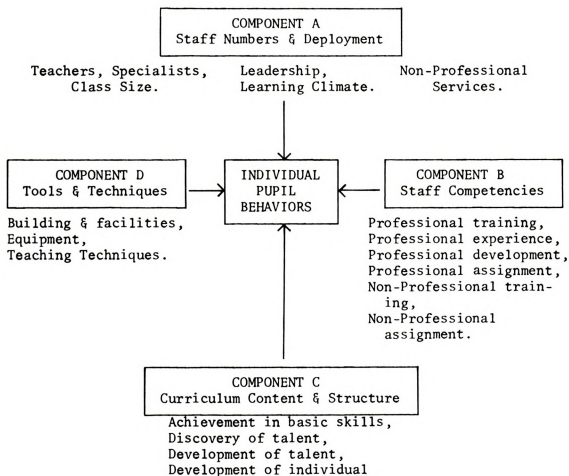 COMPONENT A
Staff Numbers & Deployment
Teachers, Specialists,
Class Size.
Leadership,
Learning Climate.
Non-Professional
Services.
COMPONENT D
Tools & Techniques
Building & facilities,
Equipment,
Teaching Techniques.
INDIVIDUAL
PUPIL
BEHAVIORS
COMPONENT B
Staff Competencies
Professional training,
Professional experience,
Professional development,
Professional assignment,
Non-Professional train-
ing,
Non-Professional
assignment.
COMPONENT C
Curriculum Content & Structure
Achievement in basic skills,
Discovery of talent,
Development of talent,
Development of individual